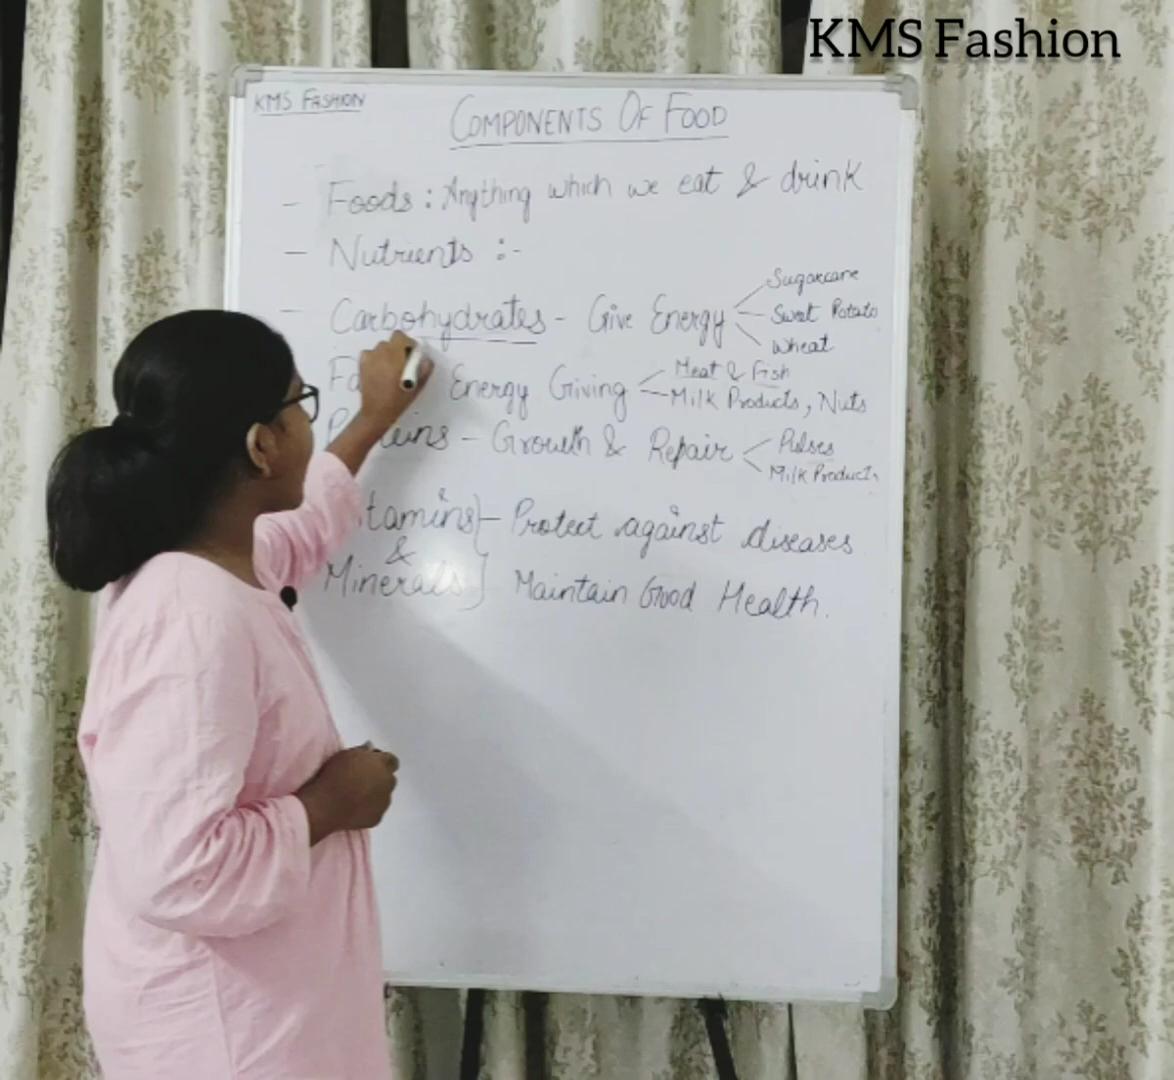 KMS Fashion
KMS FASHION
COMPONENTS OF FOOD
- Foods : Anything which we eat & drink
- Nutrients :-
- Carbohydrates - Give Energy
Sugarcane
Sweet Potato
Wheat
Energy Giving
Meat & Fish
Milk Products, Nuts
- Growth & Repair
Pulses
Milk Products
- Protect against diseases
&
Minerals Maintain Good Health.